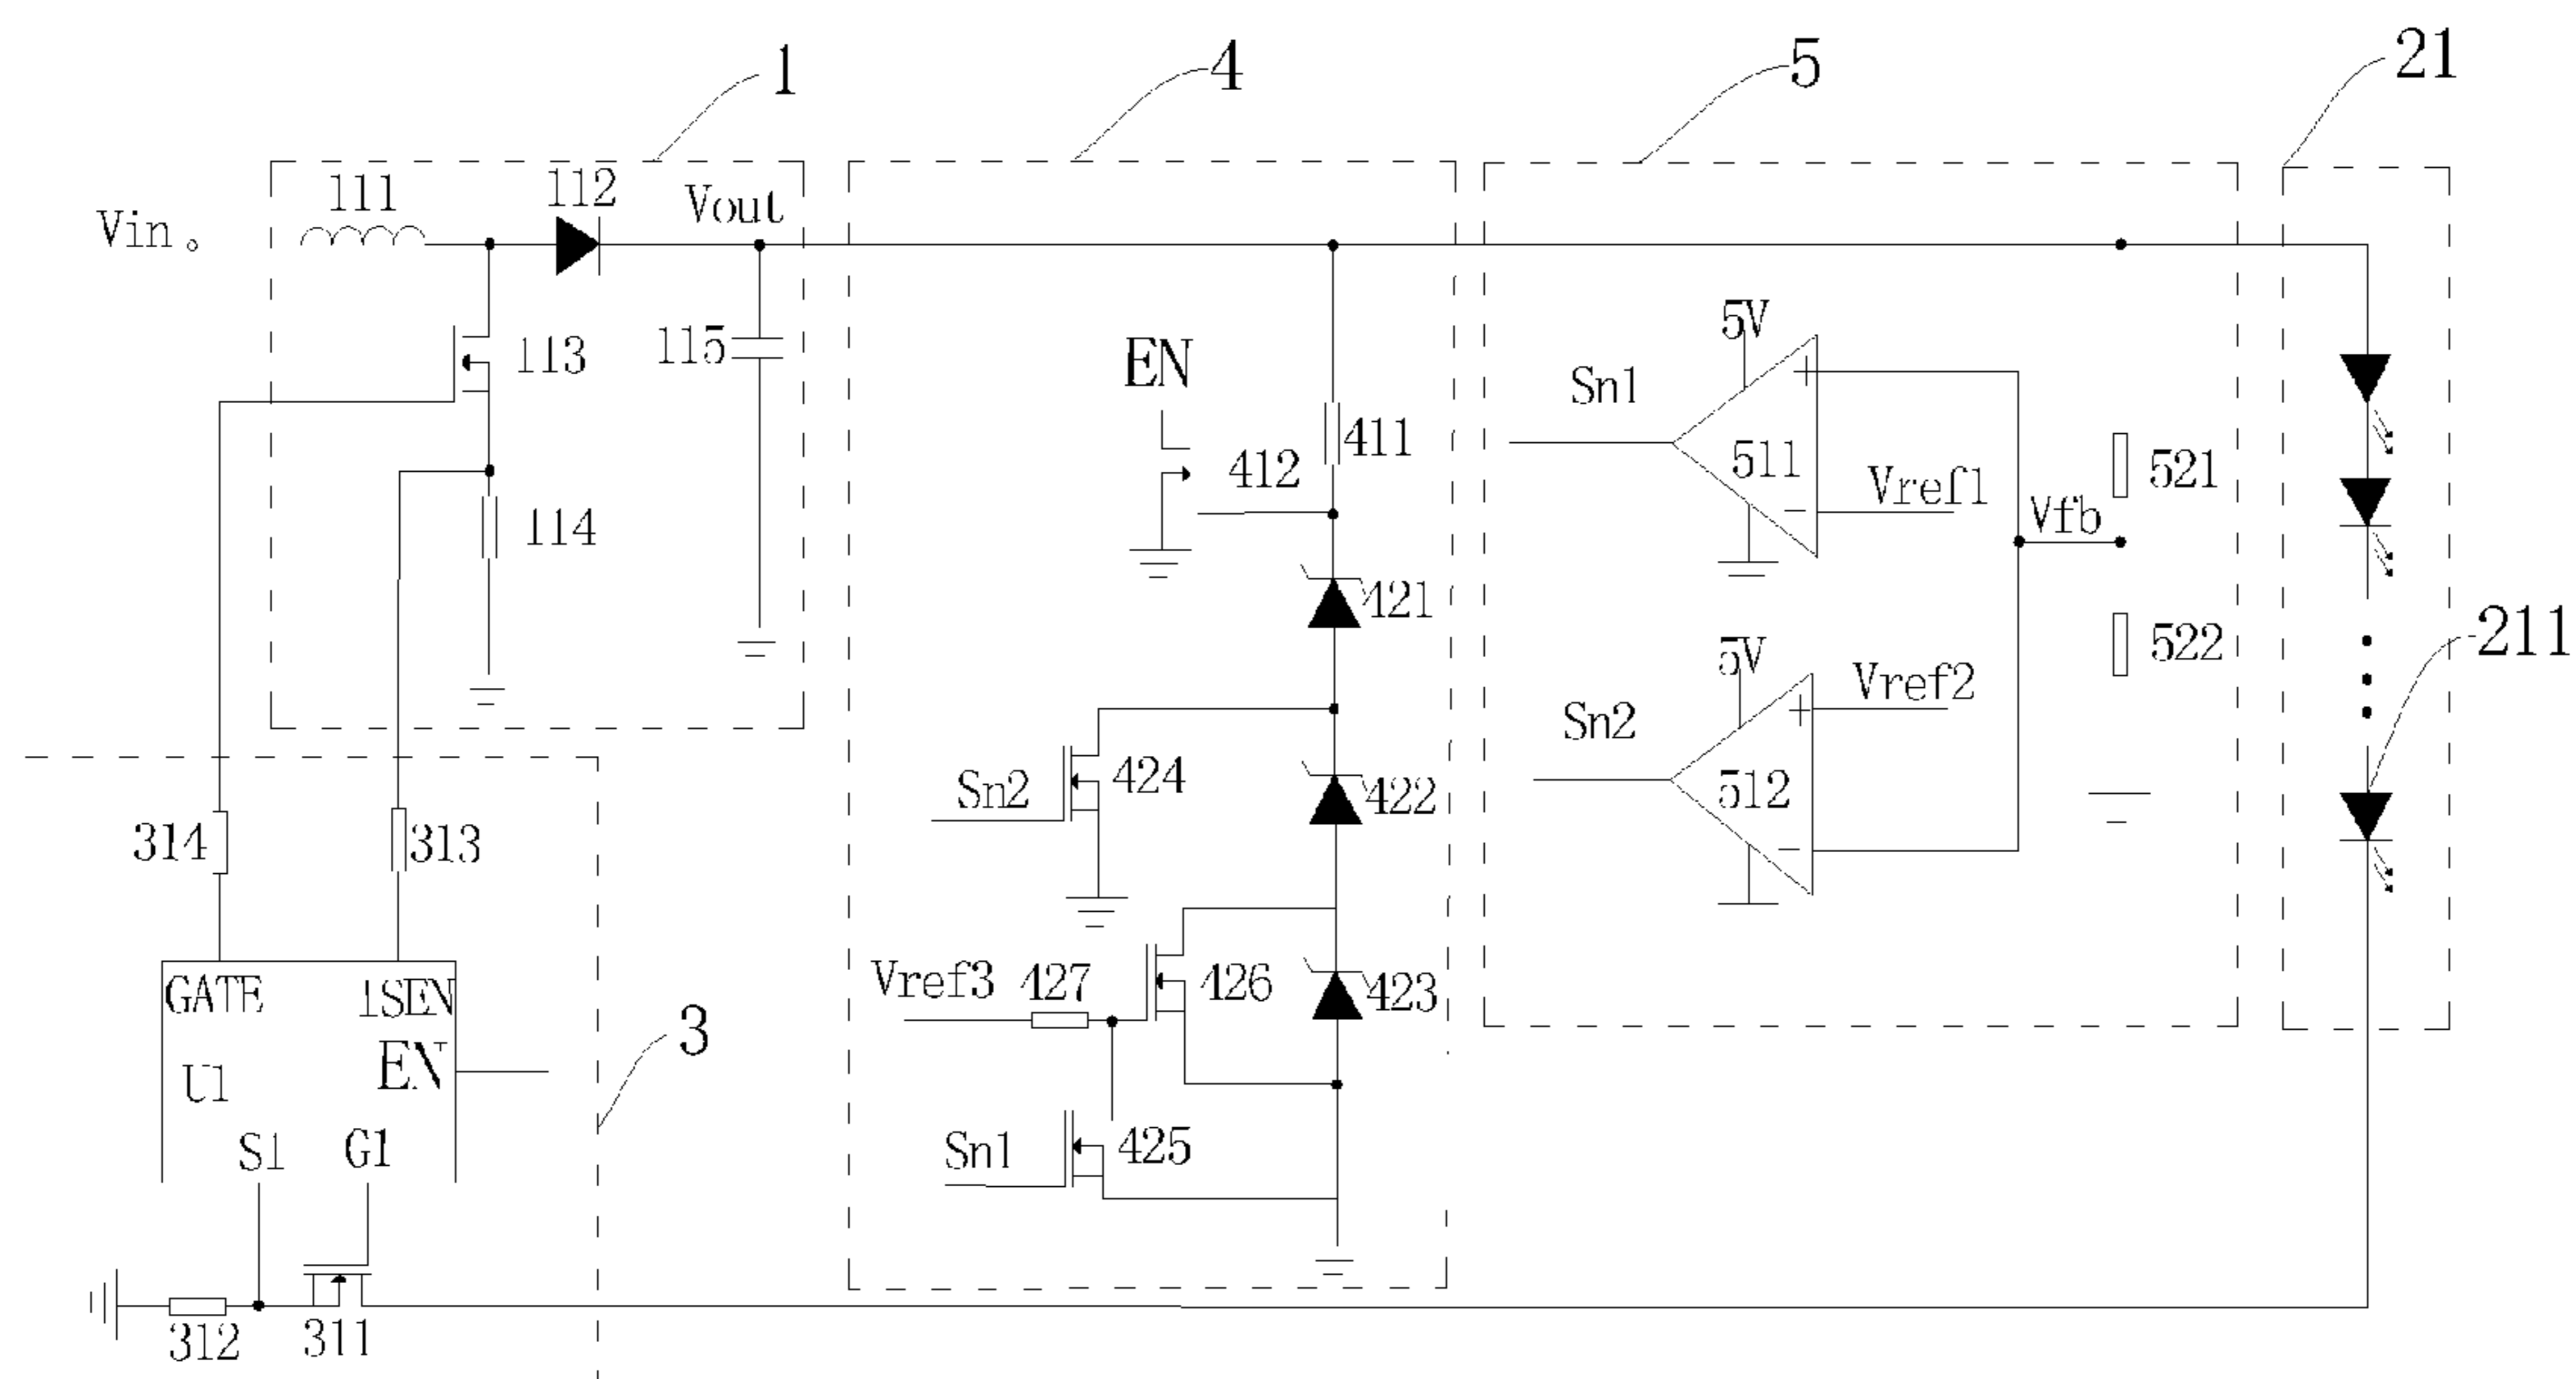 1
4
5
21
111
112
Vout
Vin
113
115
EN
Sn1
5V
+
411
412
511
Vref1
−
521
114
Vfb
421
522
211
5V
Vref2
Sn2
+
Sn2
424
422
512
−
314
313
GATE
ISEN
Vref3
427
426
423
3
EN
U1
S1
G1
Sn1
425
312
311